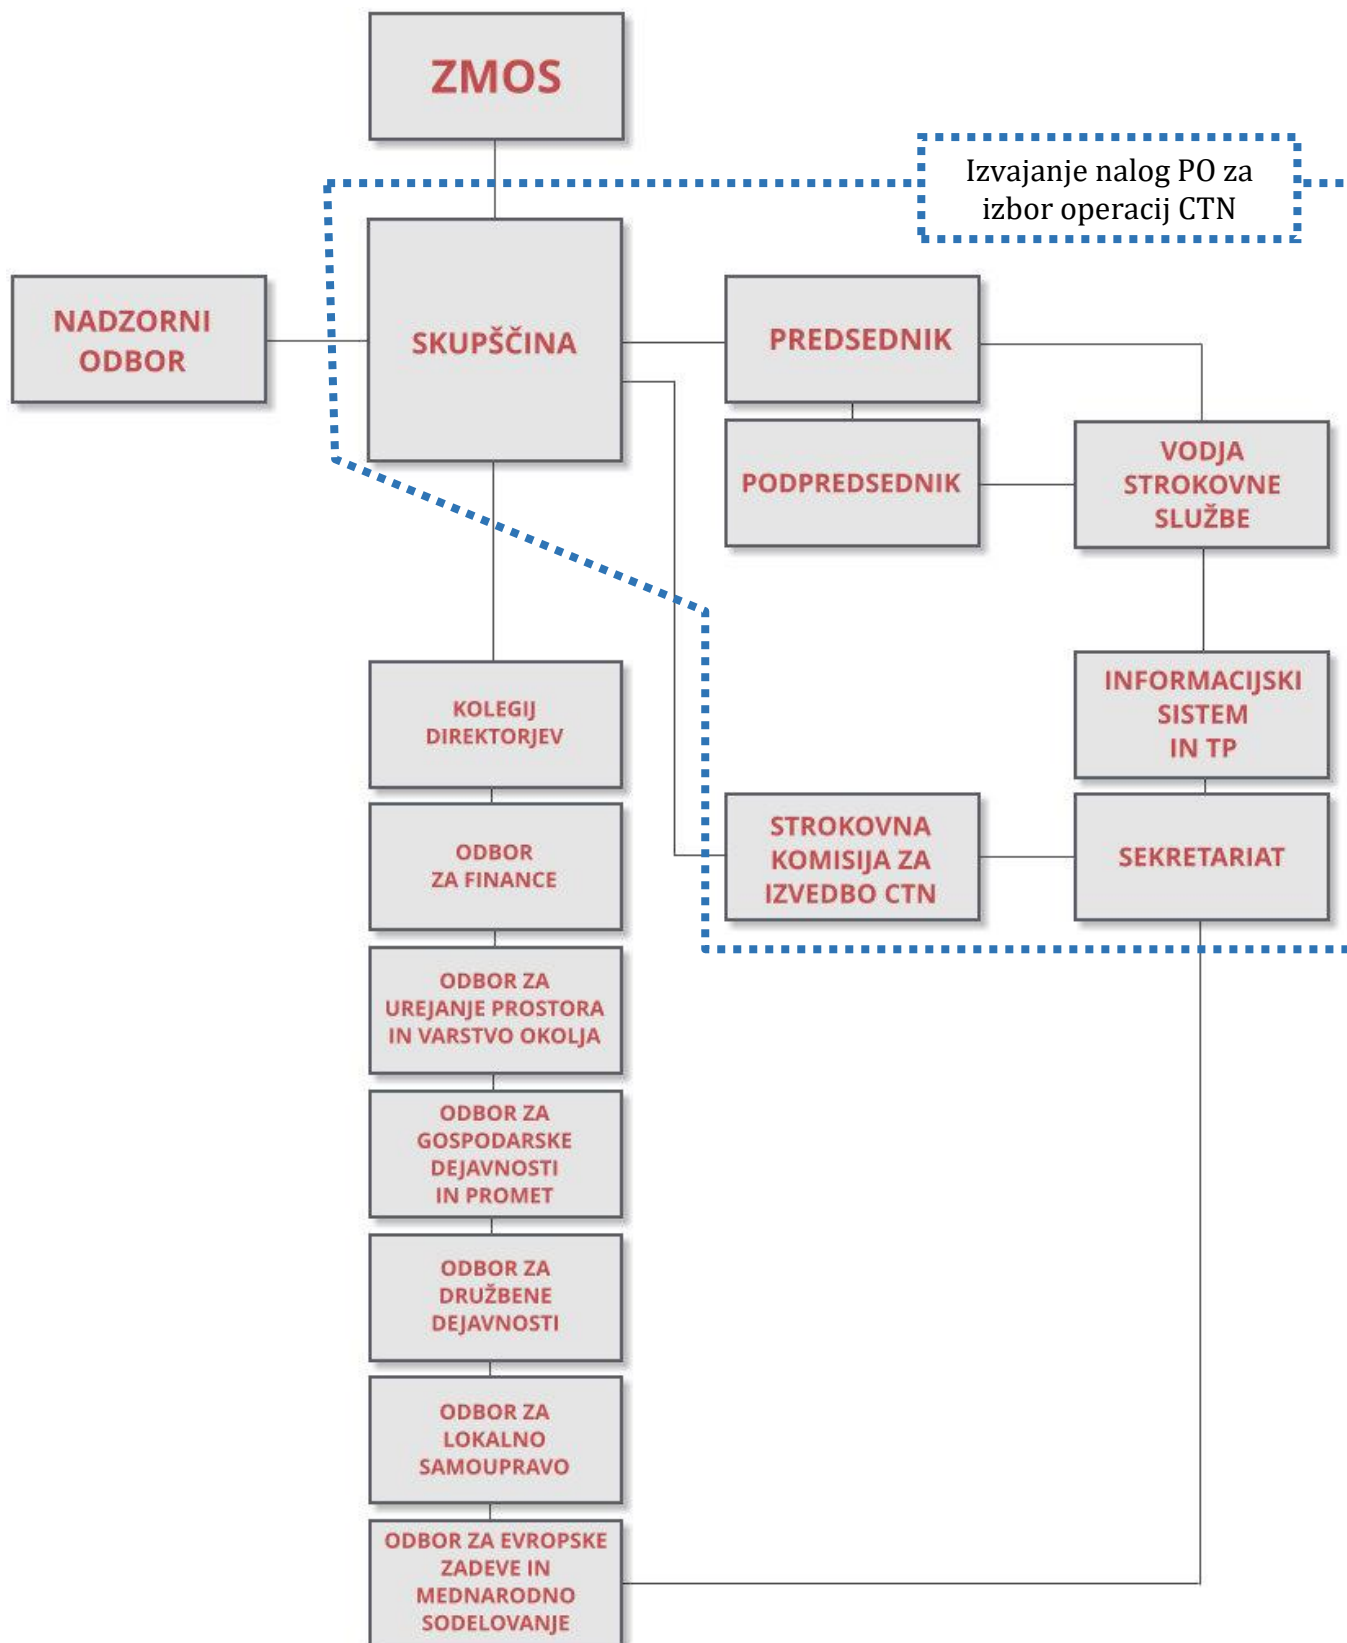 ZMOS
Izvajanje nalog PO za
izbor operacij CTN
NADZORNI
ODBOR
SKUPŠČINA
PREDSEDNIK
PODPREDSEDNIK
VODJA
STROKOVNE
SLUŽBE
KOLEGIJ
DIREKTORJEV
INFORMACIJSKI
SISTEM
IN TP
ODBOR
ZA FINANCE
STROKOVNA
KOMISIJA ZA
IZVEDBO CTN
SEKRETARIAT
ODBOR ZA
UREJANJE PROSTORA
IN VARSTVO OKOLJA
ODBOR ZA
GOSPODARSKE
DEJAVNOSTI
IN PROMET
ODBOR ZA
DRUŽBENE
DEJAVNOSTI
ODBOR ZA
LOKALNO
SAMOUPRAVO
ODBOR ZA EVROPSKE
ZADEVE IN
MEDNARODNO
SODELOVANJE